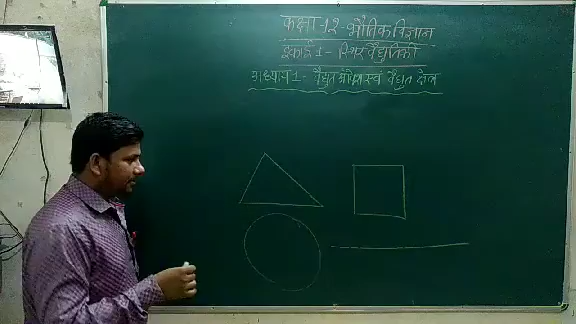 कक्षा-12 - भौतिक विज्ञान
इकाई 1 - स्थिर वैद्युतिकी
अध्याय 1 - वैद्युत आवेश एवं वैद्युत क्षेत्र